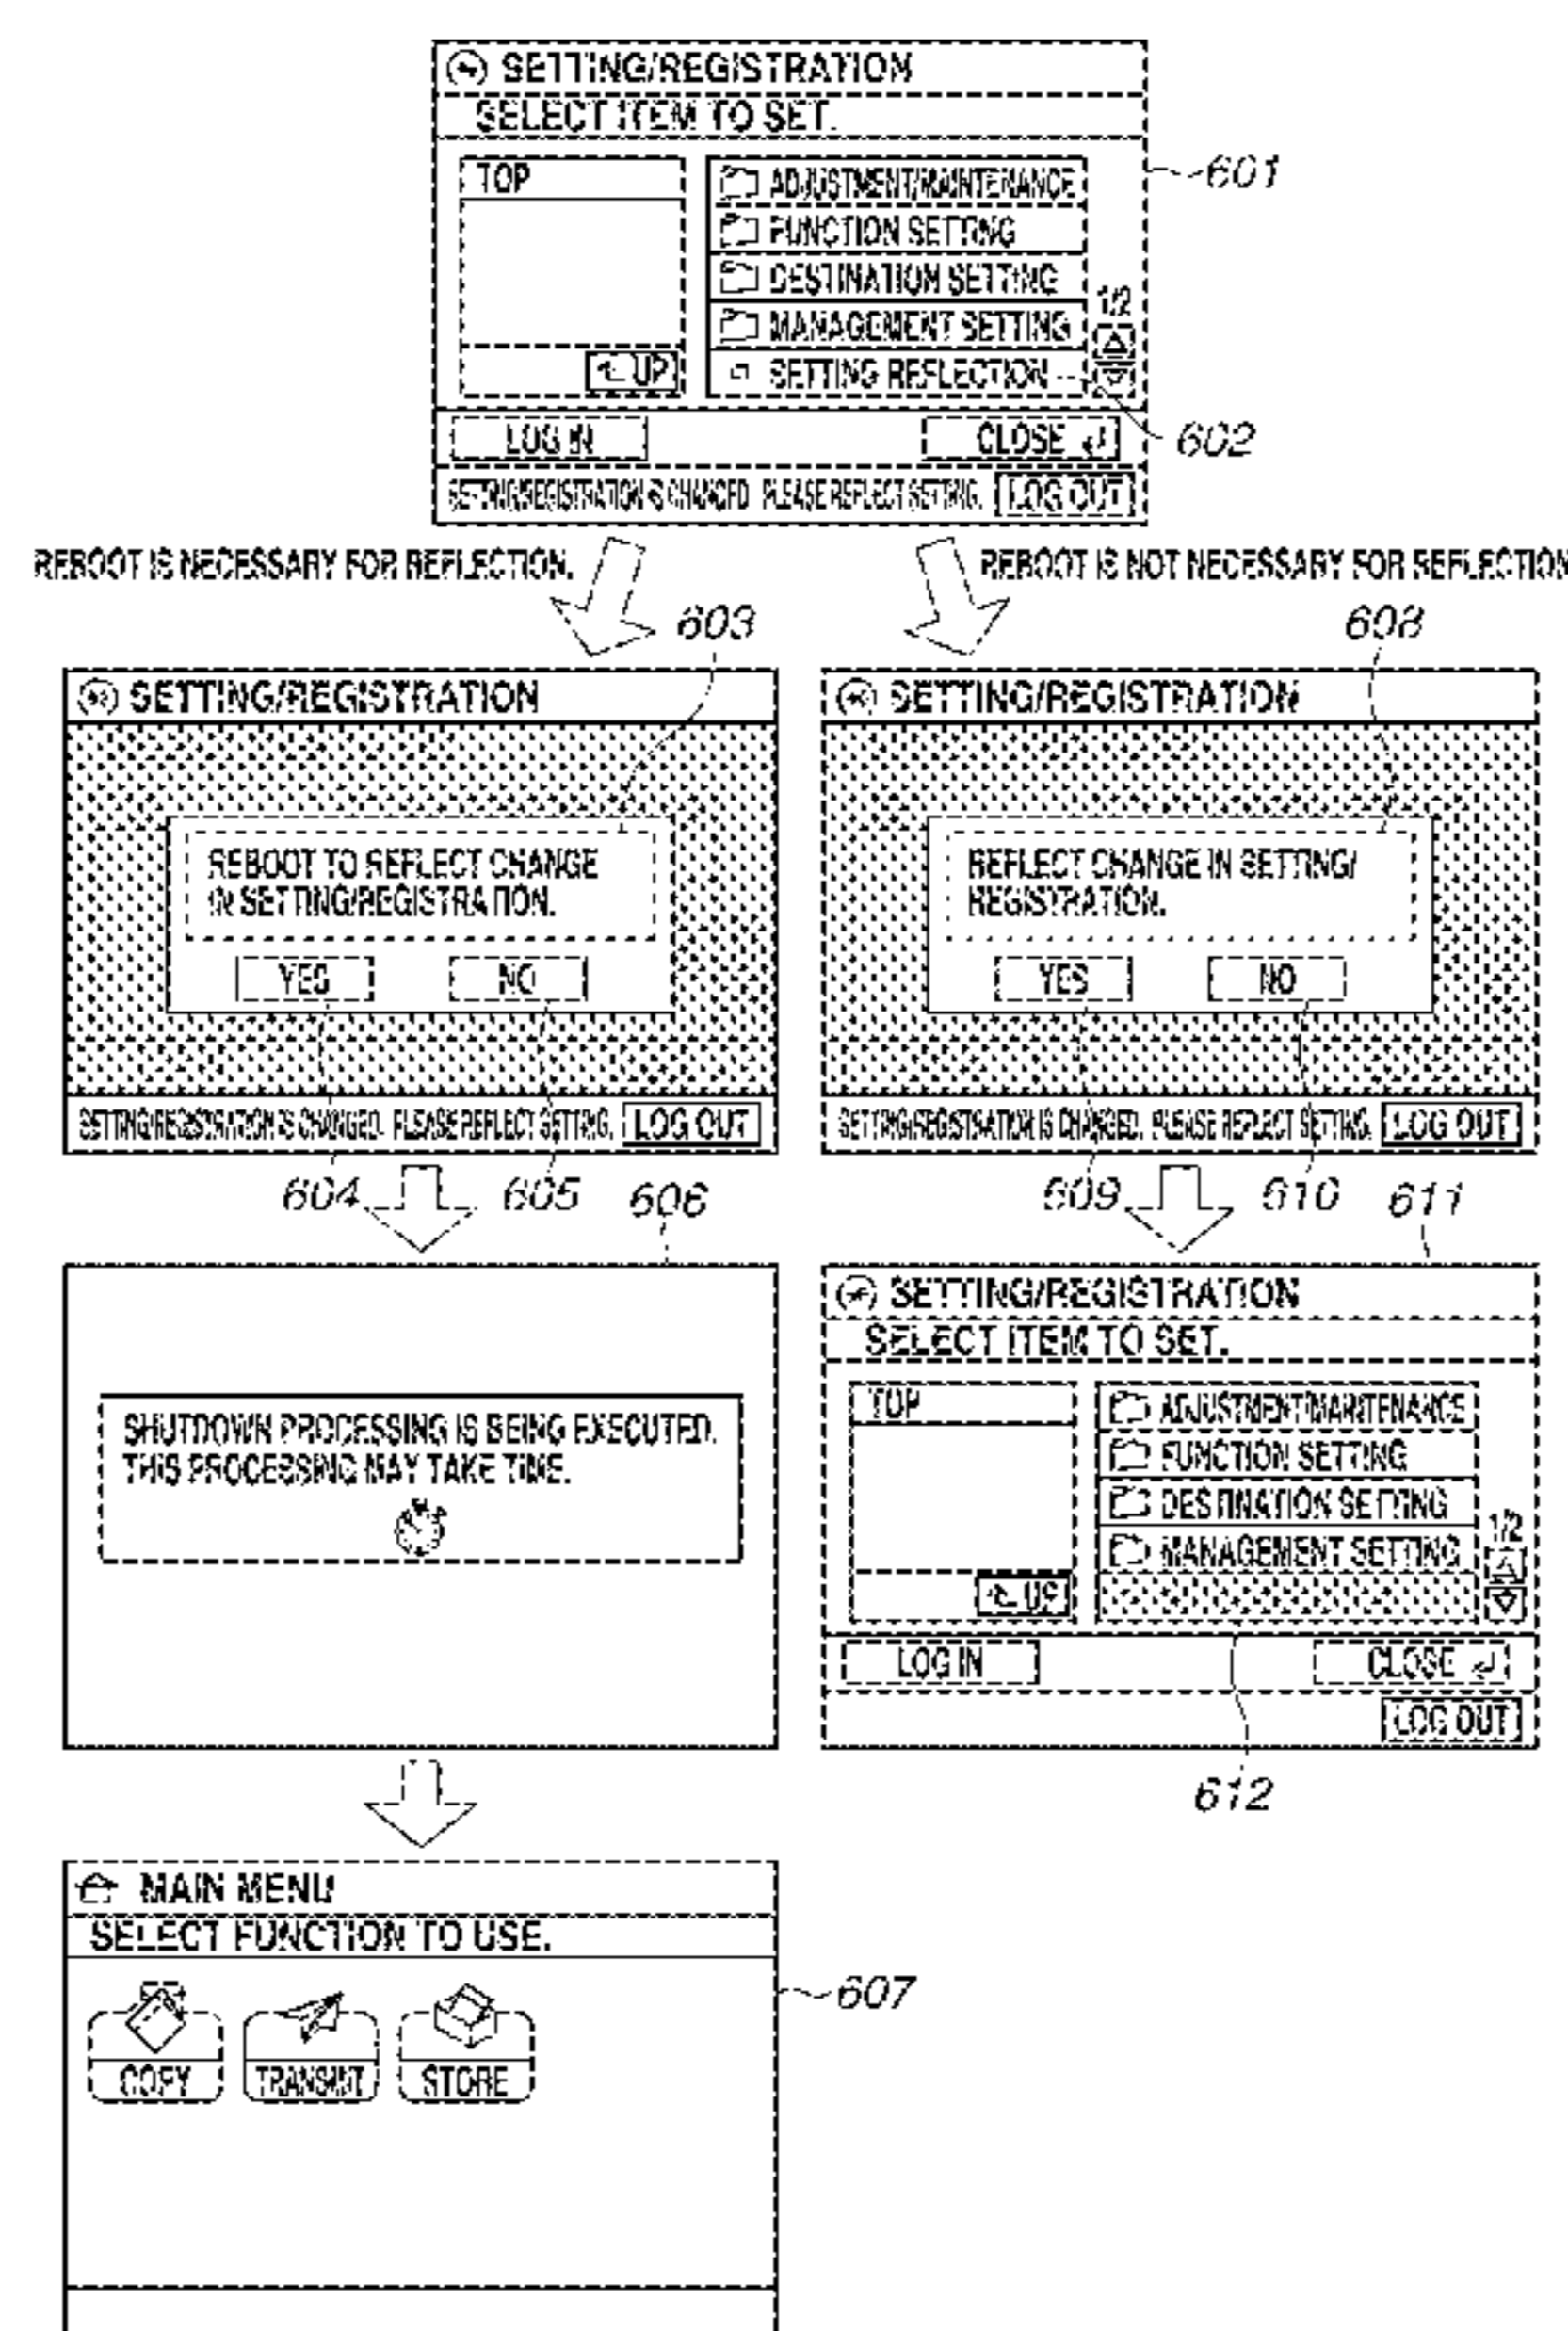 SETTING/REGISTRATION
SELECT ITEM TO SET.
TOP
ADJUSTMENT/MAINTENANCE
FUNCTION SETTING
DESTINATION SETTING
MANAGEMENT SETTING
SETTING REFLECTION
1/2
UP
601
602
LOG IN
CLOSE
SETTING/REGISTRATION IS CHANGED. PLEASE REFLECT SETTING.
LOG OUT
REBOOT IS NECESSARY FOR REFLECTION.
REBOOT IS NOT NECESSARY FOR REFLECTION
603
608
SETTING/REGISTRATION
REBOOT TO REFLECT CHANGE
IN SETTING/REGISTRATION.
YES
NO
SETTING/REGISTRATION IS CHANGED. PLEASE REFLECT SETTING.
LOG OUT
604
605
606
SETTING/REGISTRATION
REFLECT CHANGE IN SETTING/
REGISTRATION.
YES
NO
SETTING/REGISTRATION IS CHANGED. PLEASE REFLECT SETTING.
LOG OUT
609
610
611
SHUTDOWN PROCESSING IS BEING EXECUTED.
THIS PROCESSING MAY TAKE TIME.
SETTING/REGISTRATION
SELECT ITEM TO SET.
TOP
ADJUSTMENT/MAINTENANCE
FUNCTION SETTING
DESTINATION SETTING
MANAGEMENT SETTING
1/2
UP
LOG IN
CLOSE
LOG OUT
612
MAIN MENU
SELECT FUNCTION TO USE.
COPY
TRANSMIT
STORE
607